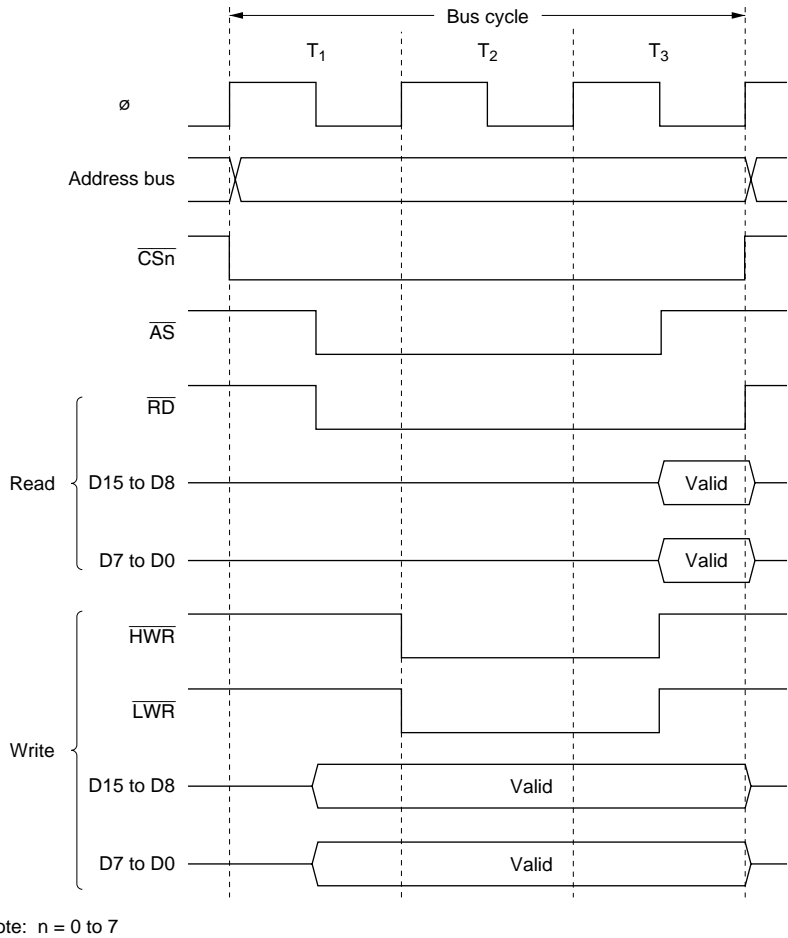 Bus cycle
T1 T2 T3
ø
Address bus
CSn
AS
RD
Read
D15 to D8 Valid
D7 to D0 Valid
HWR
LWR
Write
D15 to D8 Valid
D7 to D0 Valid
ote: n = 0 to 7